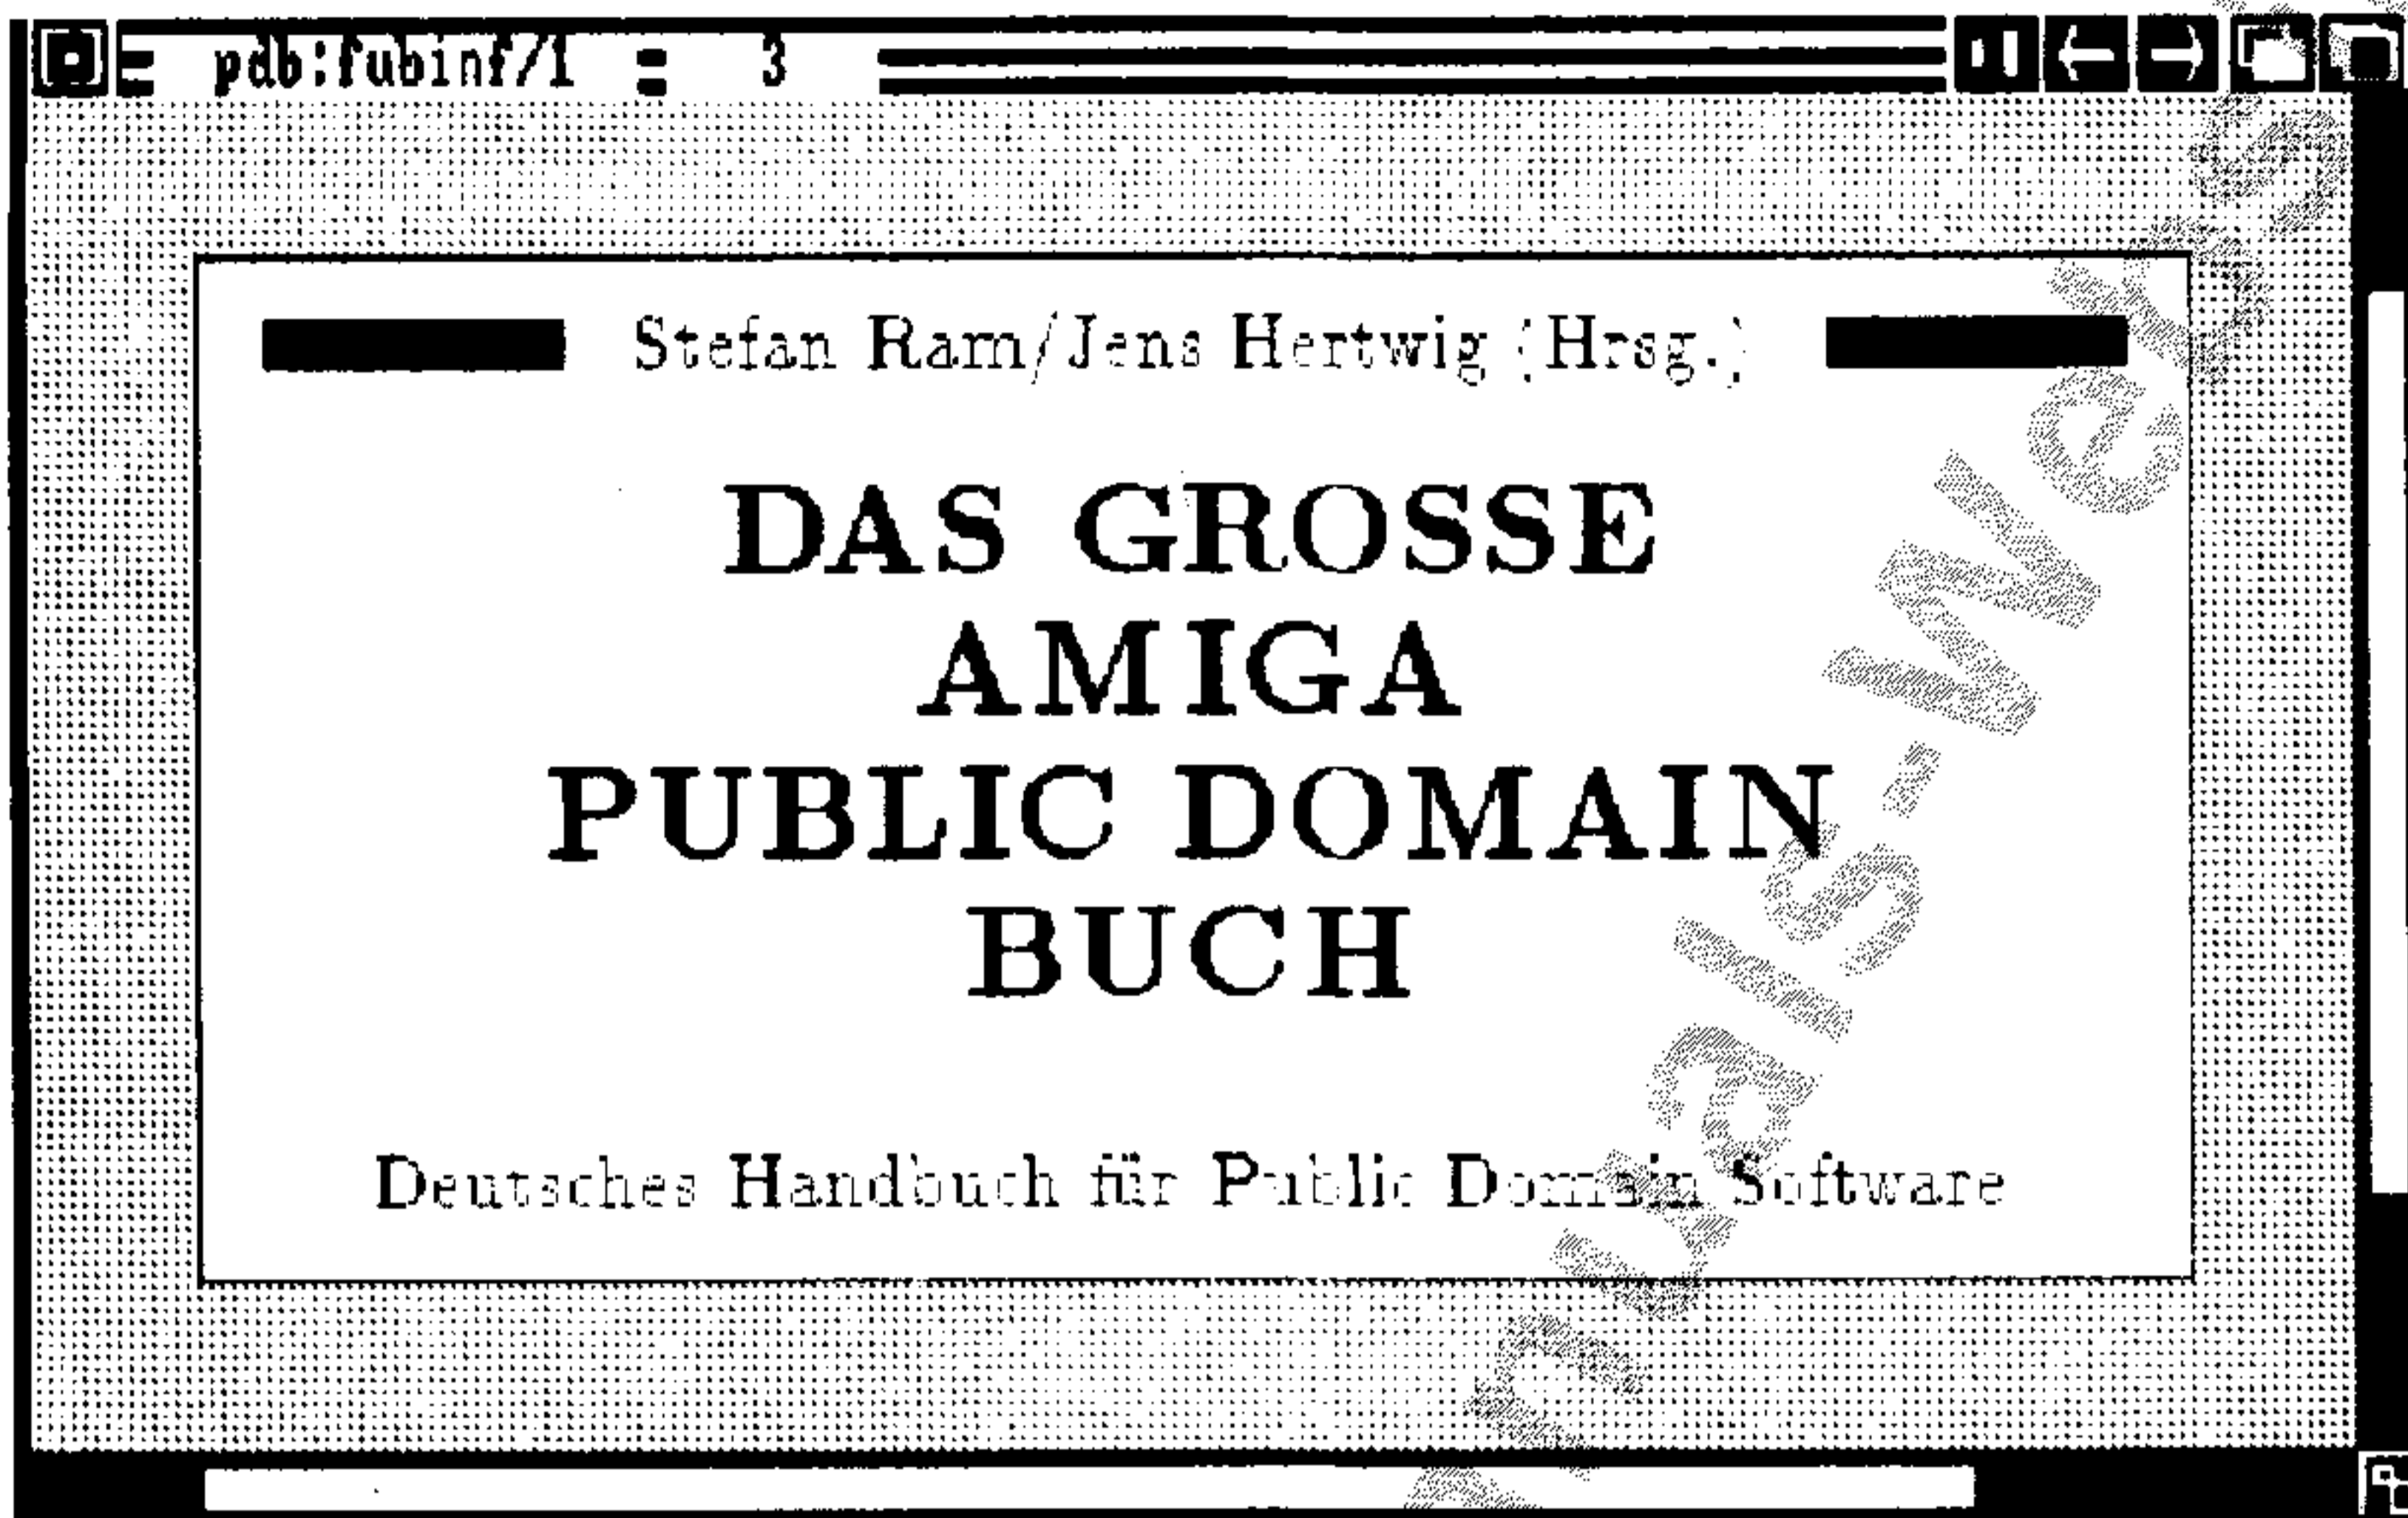 pdb:fubinf/1 = 3
Stefan Ram/Jens Hertwig (Hrsg.)
DAS GROSSE
AMIGA
PUBLIC DOMAIN
BUCH
Deutsches Handbuch für Public Domain Software